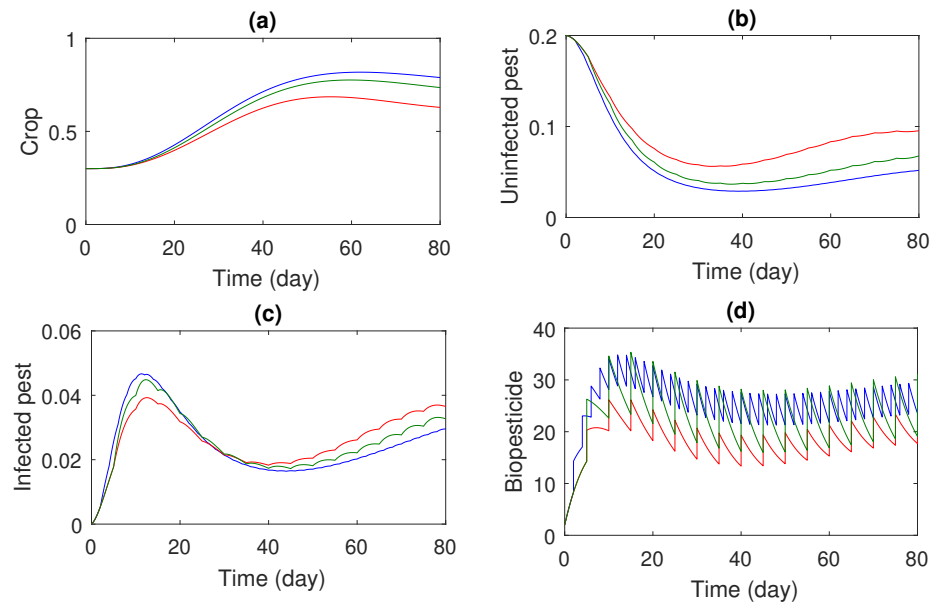 (a)
Crop
1
0.5
0
0 20 40 60 80
Time (day)
(b)
Uninfected pest
0.2
0.1
0
0 20 40 60 80
Time (day)
(c)
Infected pest
0.06
0.04
0.02
0
0 20 40 60 80
Time (day)
(d)
Biopesticide
40
30
20
10
0
0 20 40 60 80
Time (day)